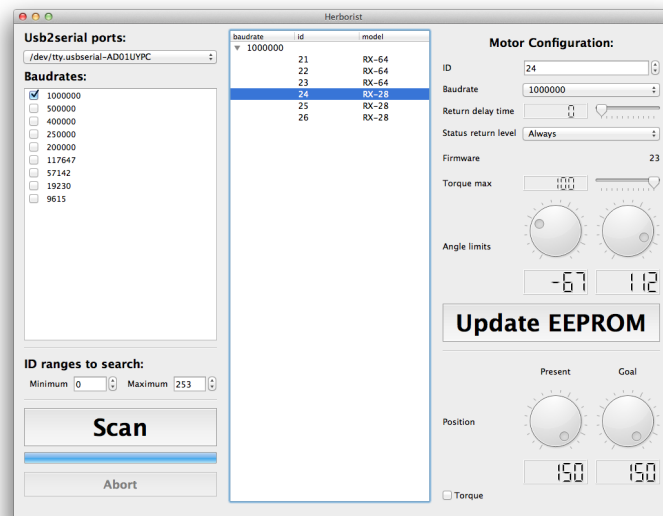 Herborist
Usb2serial ports:
/dev/tty.usbserial-AD01UYPC
Baudrates:
1000000
500000
400000
250000
200000
117647
57142
19230
9615
ID ranges to search:
Minimum 0 Maximum 253
Scan
Abort
baudrate id model
1000000
21 RX-64
22 RX-64
23 RX-64
24 RX-28
25 RX-28
26 RX-28
Motor Configuration:
ID 24
Baudrate 1000000
Return delay time 0
Status return level Always
Firmware 23
Torque max 100
Angle limits
-67 112
Update EEPROM
Present Goal
Position
150 150
Torque